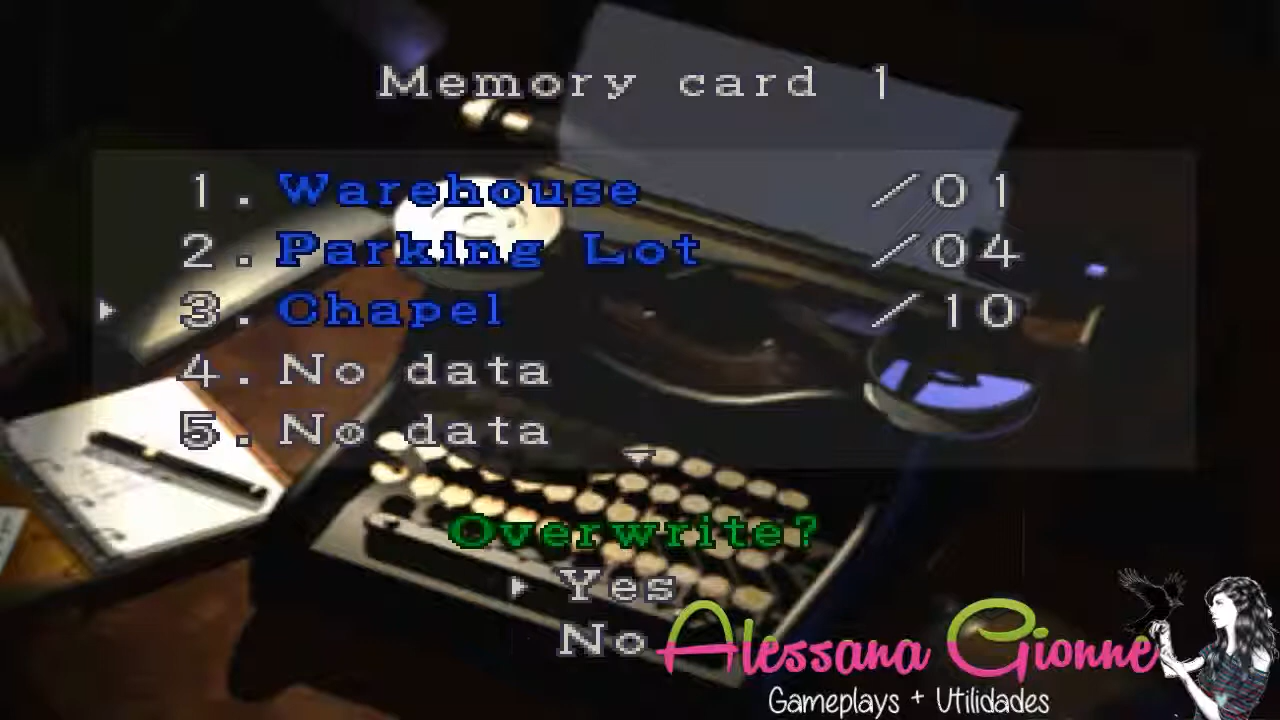 Memory card 1
1. Warehouse /01
2. Parking Lot /04
3. Chapel /10
4. No data
5. No data
Overwrite?
Yes
No
Alessana Gionne
Gameplays + Utilidades